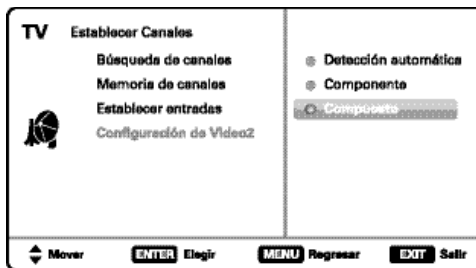 TV Establecer Canales
Búsqueda de canales
Memoria de canales
Establecer entradas
Configuración de Video2
Detección automática
Componente
Compuesto
Mover ENTER Elegir MENU Regresar EXIT Salir